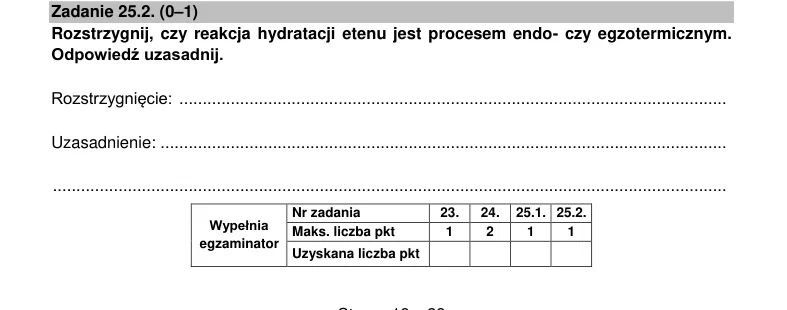 Zadanie 25.2. (0–1)
Rozstrzygnij, czy reakcja hydratacji etenu jest procesem endo- czy egzotermicznym.
Odpowiedź uzasadnij.
Rozstrzygnięcie: ........................................................................................................................
Uzasadnienie: ............................................................................................................................
................................................................................................................................................
Wypełnia egzaminator
Nr zadania 23. 24. 25.1. 25.2.
Maks. liczba pkt 1 2 1 1
Uzyskana liczba pkt